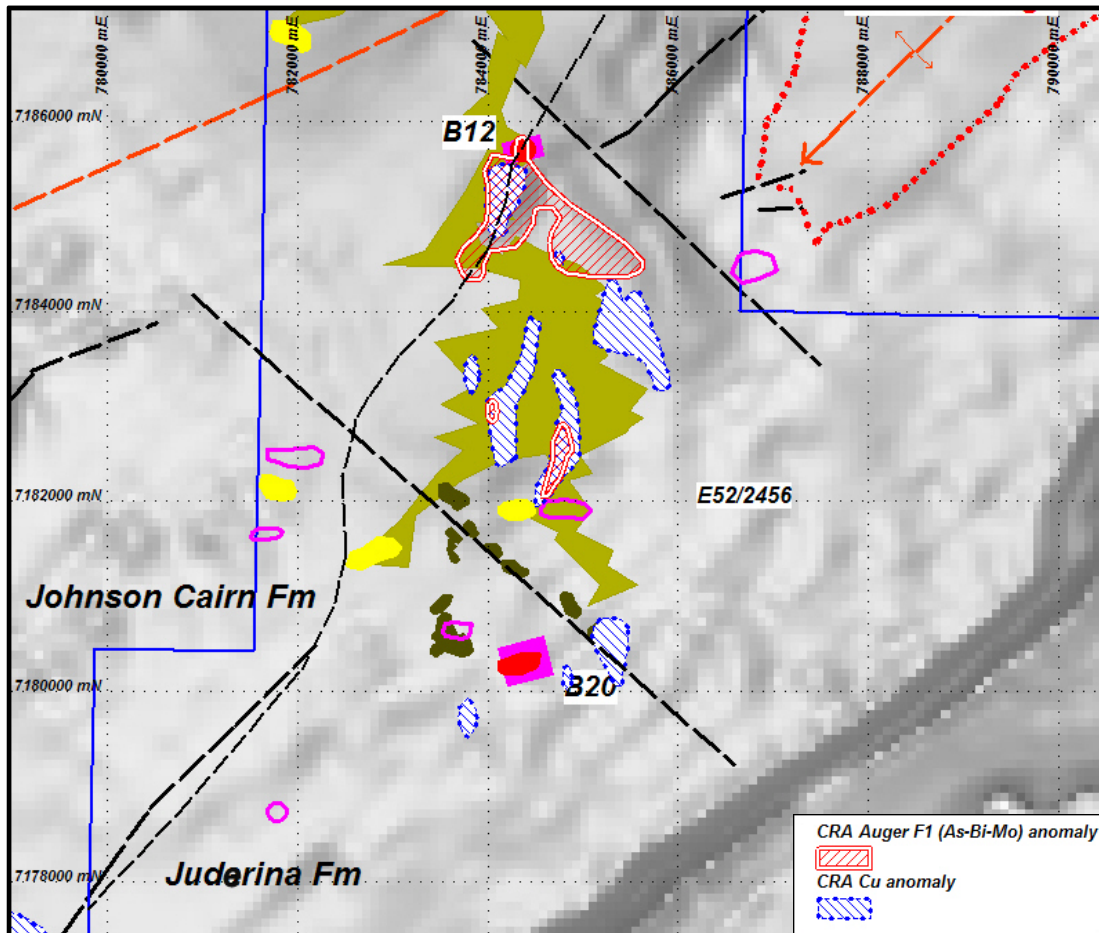 780000 mE
782000 mE
784000 mE
786000 mE
788000 mE
790000 mE
7186000 mN
B12
7184000 mN
7182000 mN
E52/2456
Johnson Cairn Fm
7180000 mN
B20
Juderina Fm
7178000 mN
CRA Auger F1 (As-Bi-Mo) anomaly
CRA Cu anomaly